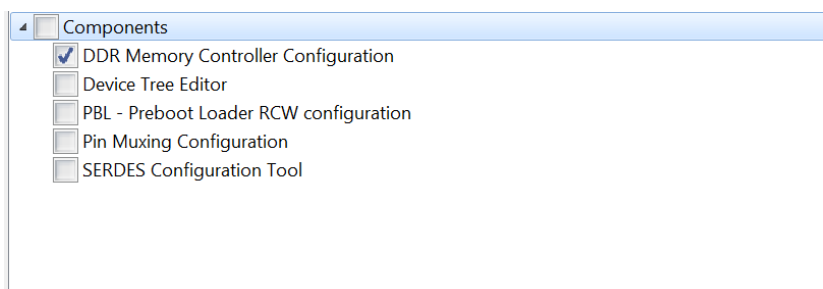 Components
DDR Memory Controller Configuration
Device Tree Editor
PBL - Preboot Loader RCW configuration
Pin Muxing Configuration
SERDES Configuration Tool